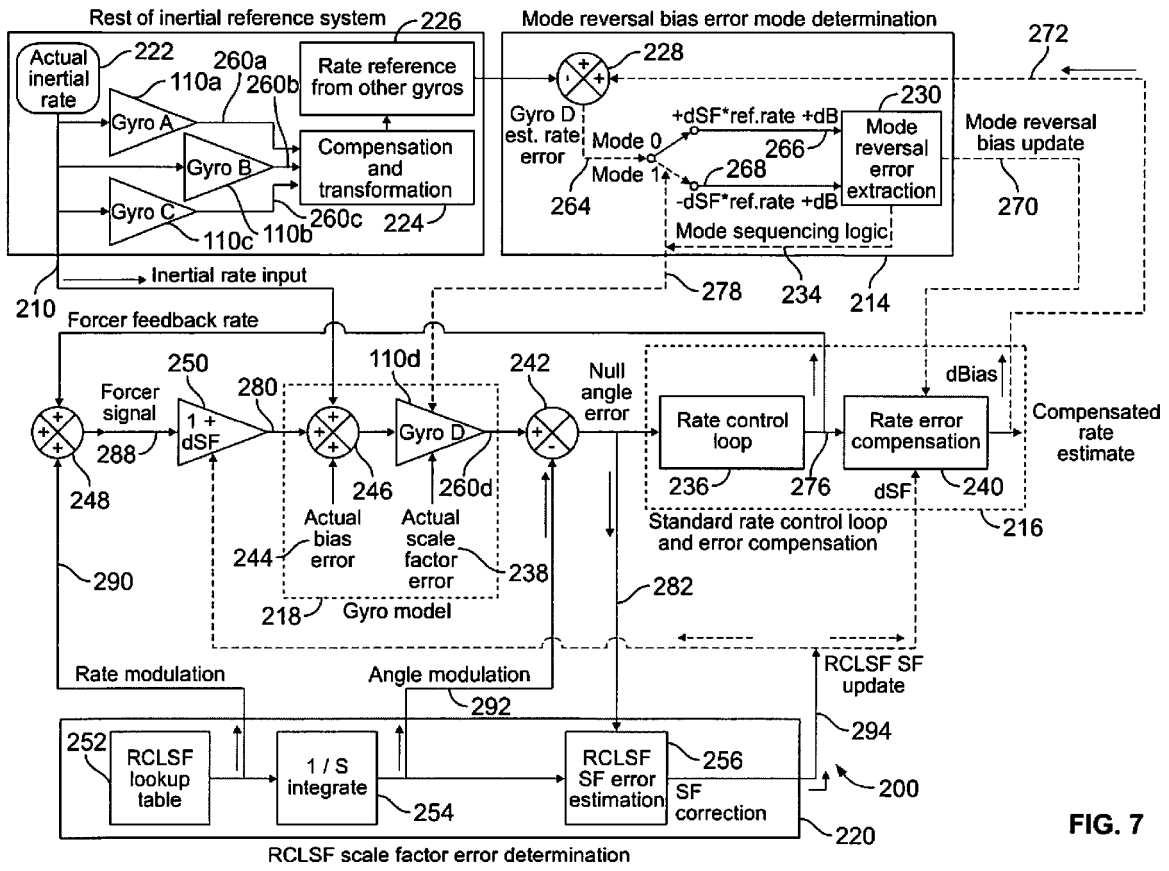 Rest of inertial reference system
Mode reversal bias error mode determination
222
226
228
272
Actual
inertial
rate
110a
260a
260b
Rate reference
from other gyros
-
+
+
Gyro A
Gyro B
Gyro C
Compensation
and
transformation
260c
110c
110b
224
Gyro D
est. rate
error
Mode 0
Mode 1
+dSF*ref.rate +dB
266
268
-dSF*ref.rate +dB
264
230
Mode
reversal
error
extraction
Mode reversal
bias update
270
Mode sequencing logic
234
214
278
210
Inertial rate input
Forcer feedback rate
250
110d
242
Forcer
signal
280
Null
angle
error
dBias
+
+
+
288
248
1 +
dSF
+
+
+
246
Gyro D
260d
+
-
Rate control
loop
236
276
Rate error
compensation
240
dSF
Compensated
rate
estimate
216
Actual
bias
error
244
Actual
scale
factor
error
238
Standard rate control loop
and error compensation
290
218
Gyro model
282
Rate modulation
Angle modulation
292
RCLSF SF
update
294
252
RCLSF
lookup
table
1 / S
integrate
254
RCLSF
SF error
estimation
256
SF
correction
200
220
RCLSF scale factor error determination
FIG. 7